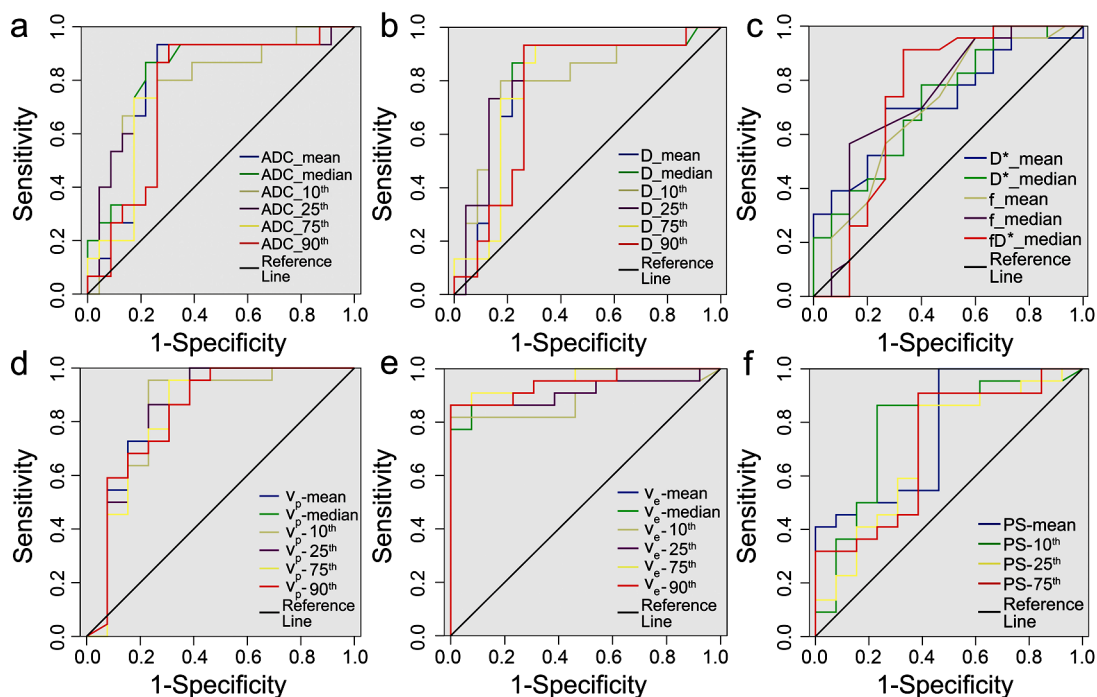 a
Sensitivity
1.0
0.8
0.6
0.4
0.2
0.0
ADC_mean
ADC_median
ADC_10th
ADC_25th
ADC_75th
ADC_90th
Reference
Line
0.0 0.2 0.4 0.6 0.8 1.0
1-Specificity
b
Sensitivity
1.0
0.8
0.6
0.4
0.2
0.0
D_mean
D_median
D_10th
D_25th
D_75th
D_90th
Reference
Line
0.0 0.2 0.4 0.6 0.8 1.0
1-Specificity
c
Sensitivity
1.0
0.8
0.6
0.4
0.2
0.0
D*_mean
D*_median
f_mean
f_median
fD*_median
Reference
Line
0.0 0.2 0.4 0.6 0.8 1.0
1-Specificity
d
Sensitivity
1.0
0.8
0.6
0.4
0.2
0.0
Vp-mean
Vp-median
Vp-10th
Vp-25th
Vp-75th
Vp-90th
Reference
Line
0.0 0.2 0.4 0.6 0.8 1.0
1-Specificity
e
Sensitivity
1.0
0.8
0.6
0.4
0.2
0.0
Ve-mean
Ve-median
Ve-10th
Ve-25th
Ve-75th
Ve-90th
Reference
Line
0.0 0.2 0.4 0.6 0.8 1.0
1-Specificity
f
Sensitivity
1.0
0.8
0.6
0.4
0.2
0.0
PS-mean
PS-10th
PS-25th
PS-75th
Reference
Line
0.0 0.2 0.4 0.6 0.8 1.0
1-Specificity